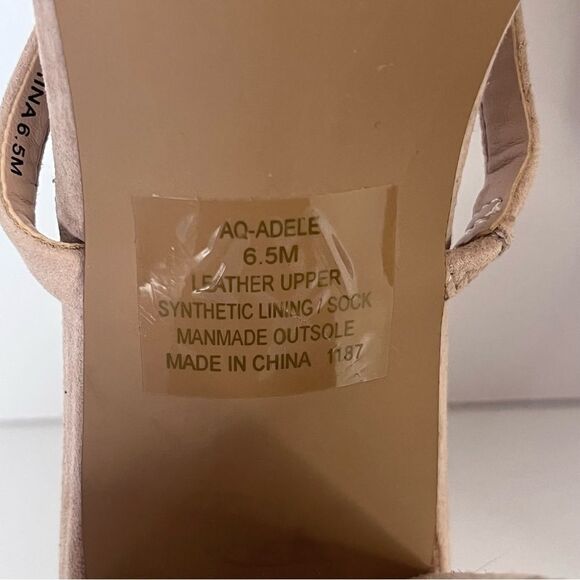 INA 6.5M
AQ-ADELE
6.5M
LEATHER UPPER
SYNTHETIC LINING / SOCK
MANMADE OUTSOLE
MADE IN CHINA 1187